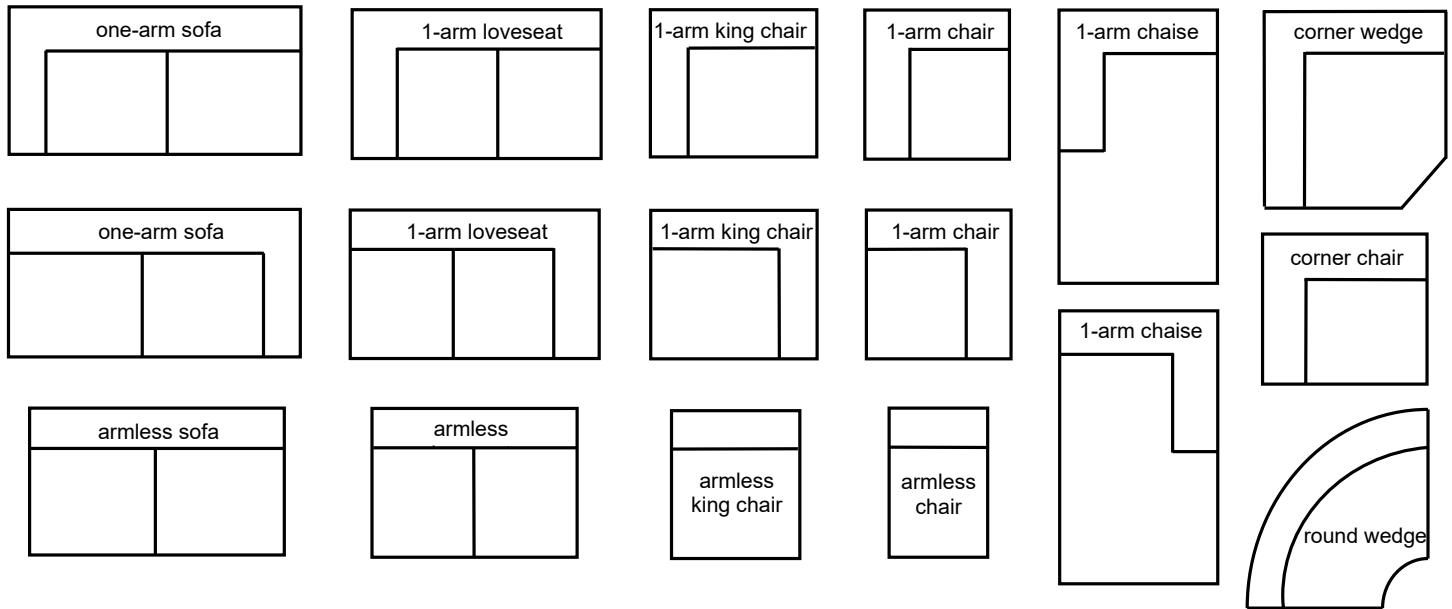 one-arm sofa
1-arm loveseat
1-arm king chair
1-arm chair
1-arm chaise
corner wedge
one-arm sofa
1-arm loveseat
1-arm king chair
1-arm chair
corner chair
1-arm chaise
armless sofa
armless
armless
king chair
armless
chair
round wedge